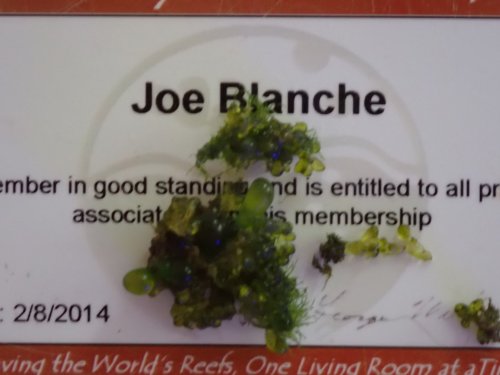 Joe Blanche
ember in good standing and is entitled to all pr
associat is membership
: 2/8/2014
ving the World's Reefs, One Living Room at a Ti